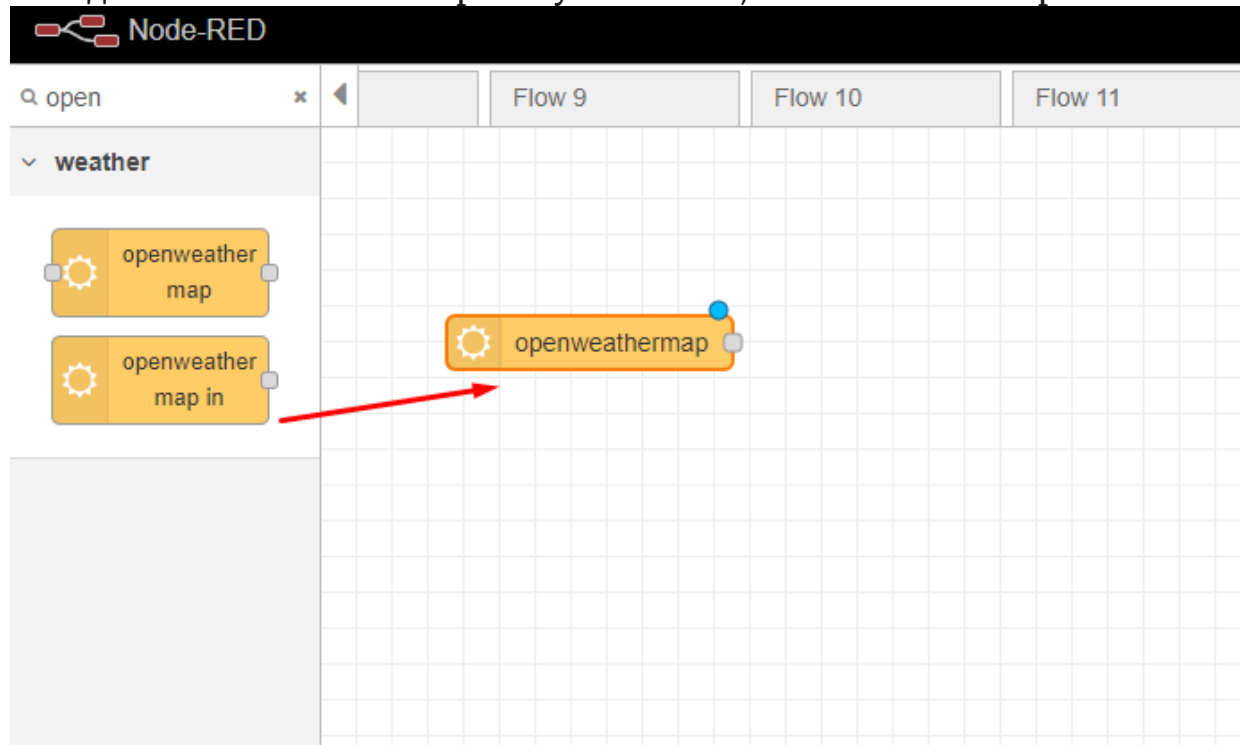 Node-RED
open
Flow 9
Flow 10
Flow 11
weather
openweather
map
openweather
map in
openweathermap